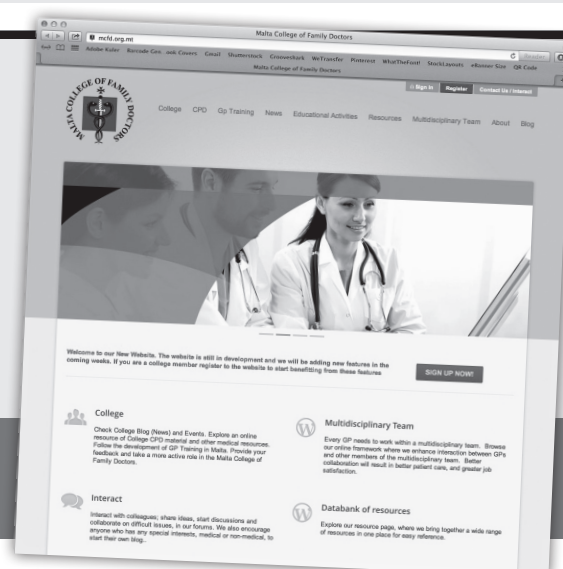 Malta College of Family Doctors
mcfd.org.mt
Reader
Adobe Kuler Barcode Gen Book Covers Gmail Shutterstock Grooveshark WeTransfer Pinterest WhatTheFont! StockLayouts eBanner Size QR Code
Malta College of Family Doctors
Sign In Register Contact Us / Interact
MALTA COLLEGE OF FAMILY DOCTORS
College CPD Gp Training News Educational Activities Resources Multidisciplinary Team About Blog
Welcome to our New Website. The website is still in development and we will be adding new features in the
coming weeks. If you are a college member register to the website to start benefitting from these features
SIGN UP NOW!
College
Check College Blog (News) and Events. Explore an online
resource of College CPD material and other medical resources.
Follow the development of GP Training in Malta. Provide your
feedback and take a more active role in the Malta College of
Family Doctors.
Multidisciplinary Team
Every GP needs to work within a multidisciplinary team. Browse
our online framework where we enhance interaction between GPs
and other members of the multidisciplinary team. Better
collaboration will result in better patient care, and greater job
satisfaction.
Interact
Interact with colleagues; share ideas, start discussions and
collaborate on difficult issues, in our forums. We also encourage
anyone who has any special interests, medical or non-medical, to
start their own blog..
Databank of resources
Explore our resource page, where we bring together a wide range
of resources in one place for easy reference.